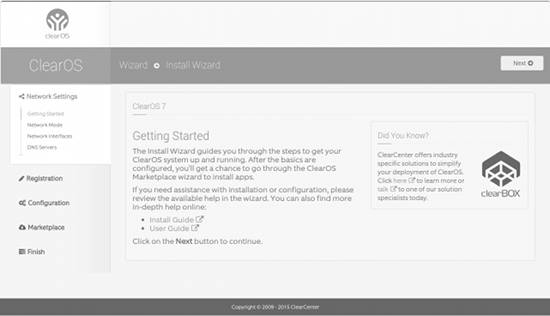 clearOS
ClearOS
Wizard Install Wizard
Next
Network Settings
Getting Started
Network Mode
Network Interfaces
DNS Servers
Registration
Configuration
Marketplace
Finish
ClearOS 7
Getting Started
The Install Wizard guides you through the steps to get your
ClearOS system up and running. After the basics are
configured, you'll get a chance to go through the ClearOS
Marketplace wizard to install apps.
If you need assistance with installation or configuration, please
review the available help in the wizard. You can also find more
in-depth help online:
• Install Guide
• User Guide
Click on the Next button to continue.
Did You Know?
ClearCenter offers industry
specific solutions to simplify
your deployment of ClearOS.
Click here to learn more or
talk to one of our solution
specialists today.
clearBOX
Copyright © 2009 - 2015 ClearCenter